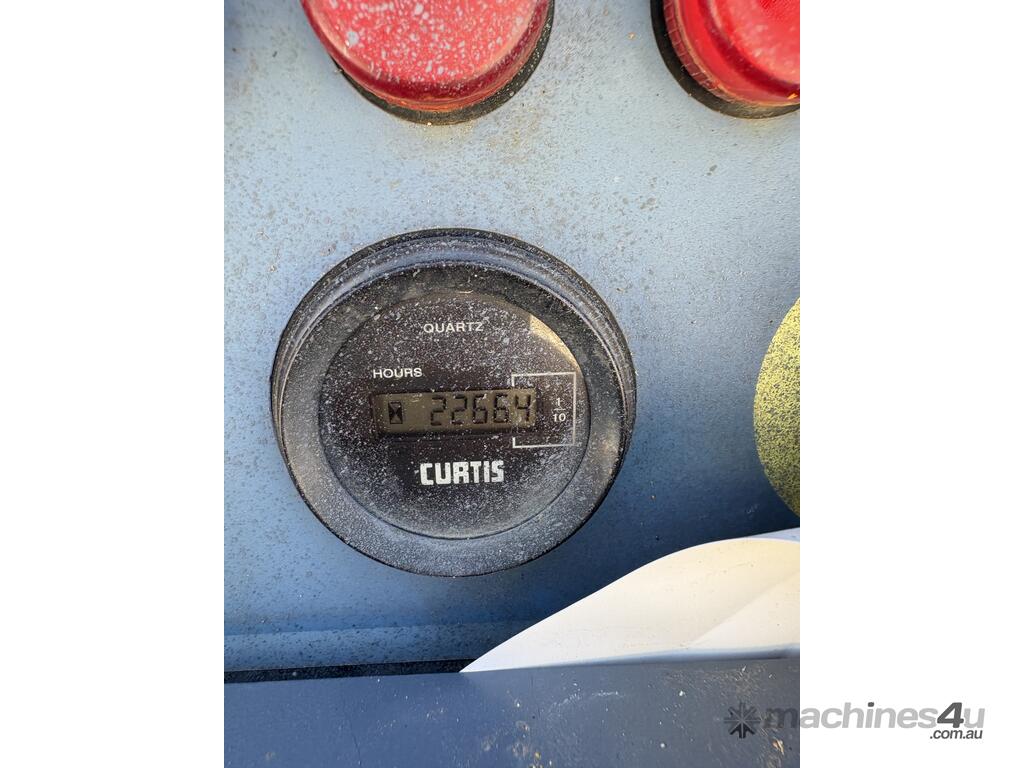 QUARTZ
HOURS
22664
1
10
CURTIS
machines4u
.com.au